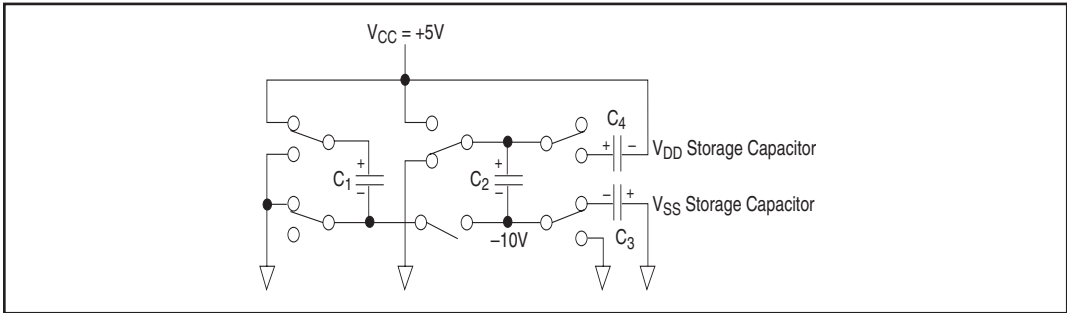 V_CC = +5V
C_4
+ –
V_DD Storage Capacitor
+
C_1
–
+
C_2
–
– +
V_SS Storage Capacitor
–10V
C_3